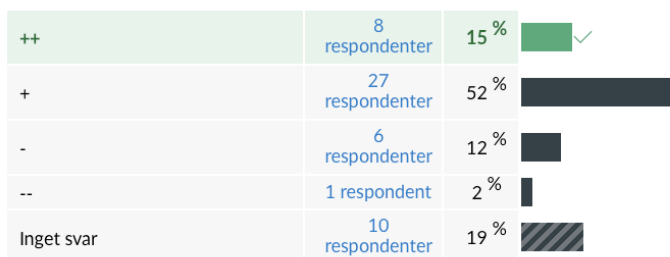 ++ 8 respondenter 15 %
+ 27 respondenter 52 %
- 6 respondenter 12 %
-- 1 respondent 2 %
Inget svar 10 respondenter 19 %